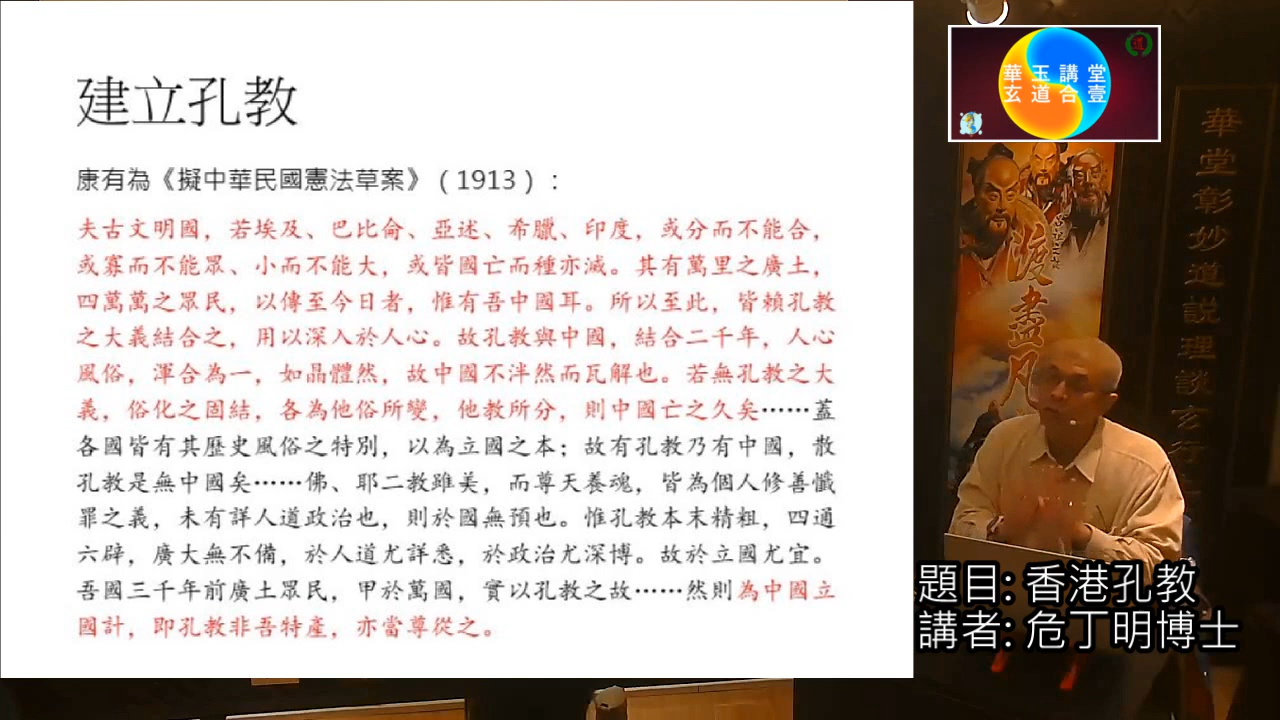 建立孔教
康有為《擬中華民國憲法草案》（1913）：
夫古文明國，若埃及、巴比侖、亞述、希臘、印度，或分而不能合，
或寡而不能眾、小而不能大，或皆國亡而種亦滅。其有萬里之廣土，
四萬萬之眾民，以傳至今日者，惟有吾中國耳。所以至此，皆賴孔教
之大義結合之，用以深入於人心。故孔教與中國，結合二千年，人心
風俗，渾合為一，如晶體然，故中國不泮然而瓦解也。若無孔教之大
義，俗化之固結，各為他俗所變，他教所分，則中國亡之久矣……蓋
各國皆有其歷史風俗之特別，以為立國之本；故有孔教乃有中國，散
孔教是無中國矣……佛、耶二教雖美，而尊天養魂，皆為個人修善懺
罪之義，未有詳人道政治也，則於國無預也。惟孔教本末精粗，四通
六辟，廣大無不備，於人道尤詳悉，於政治尤深博。故於立國尤宜。
吾國三千年前廣土眾民，甲於萬國，實以孔教之故……然則為中國立
國計，即孔教非吾特產，亦當尊從之。
華玉講堂
玄道合壹
道
渡盡凡
華堂彰妙道說理談玄
題目: 香港孔教
講者: 危丁明博士